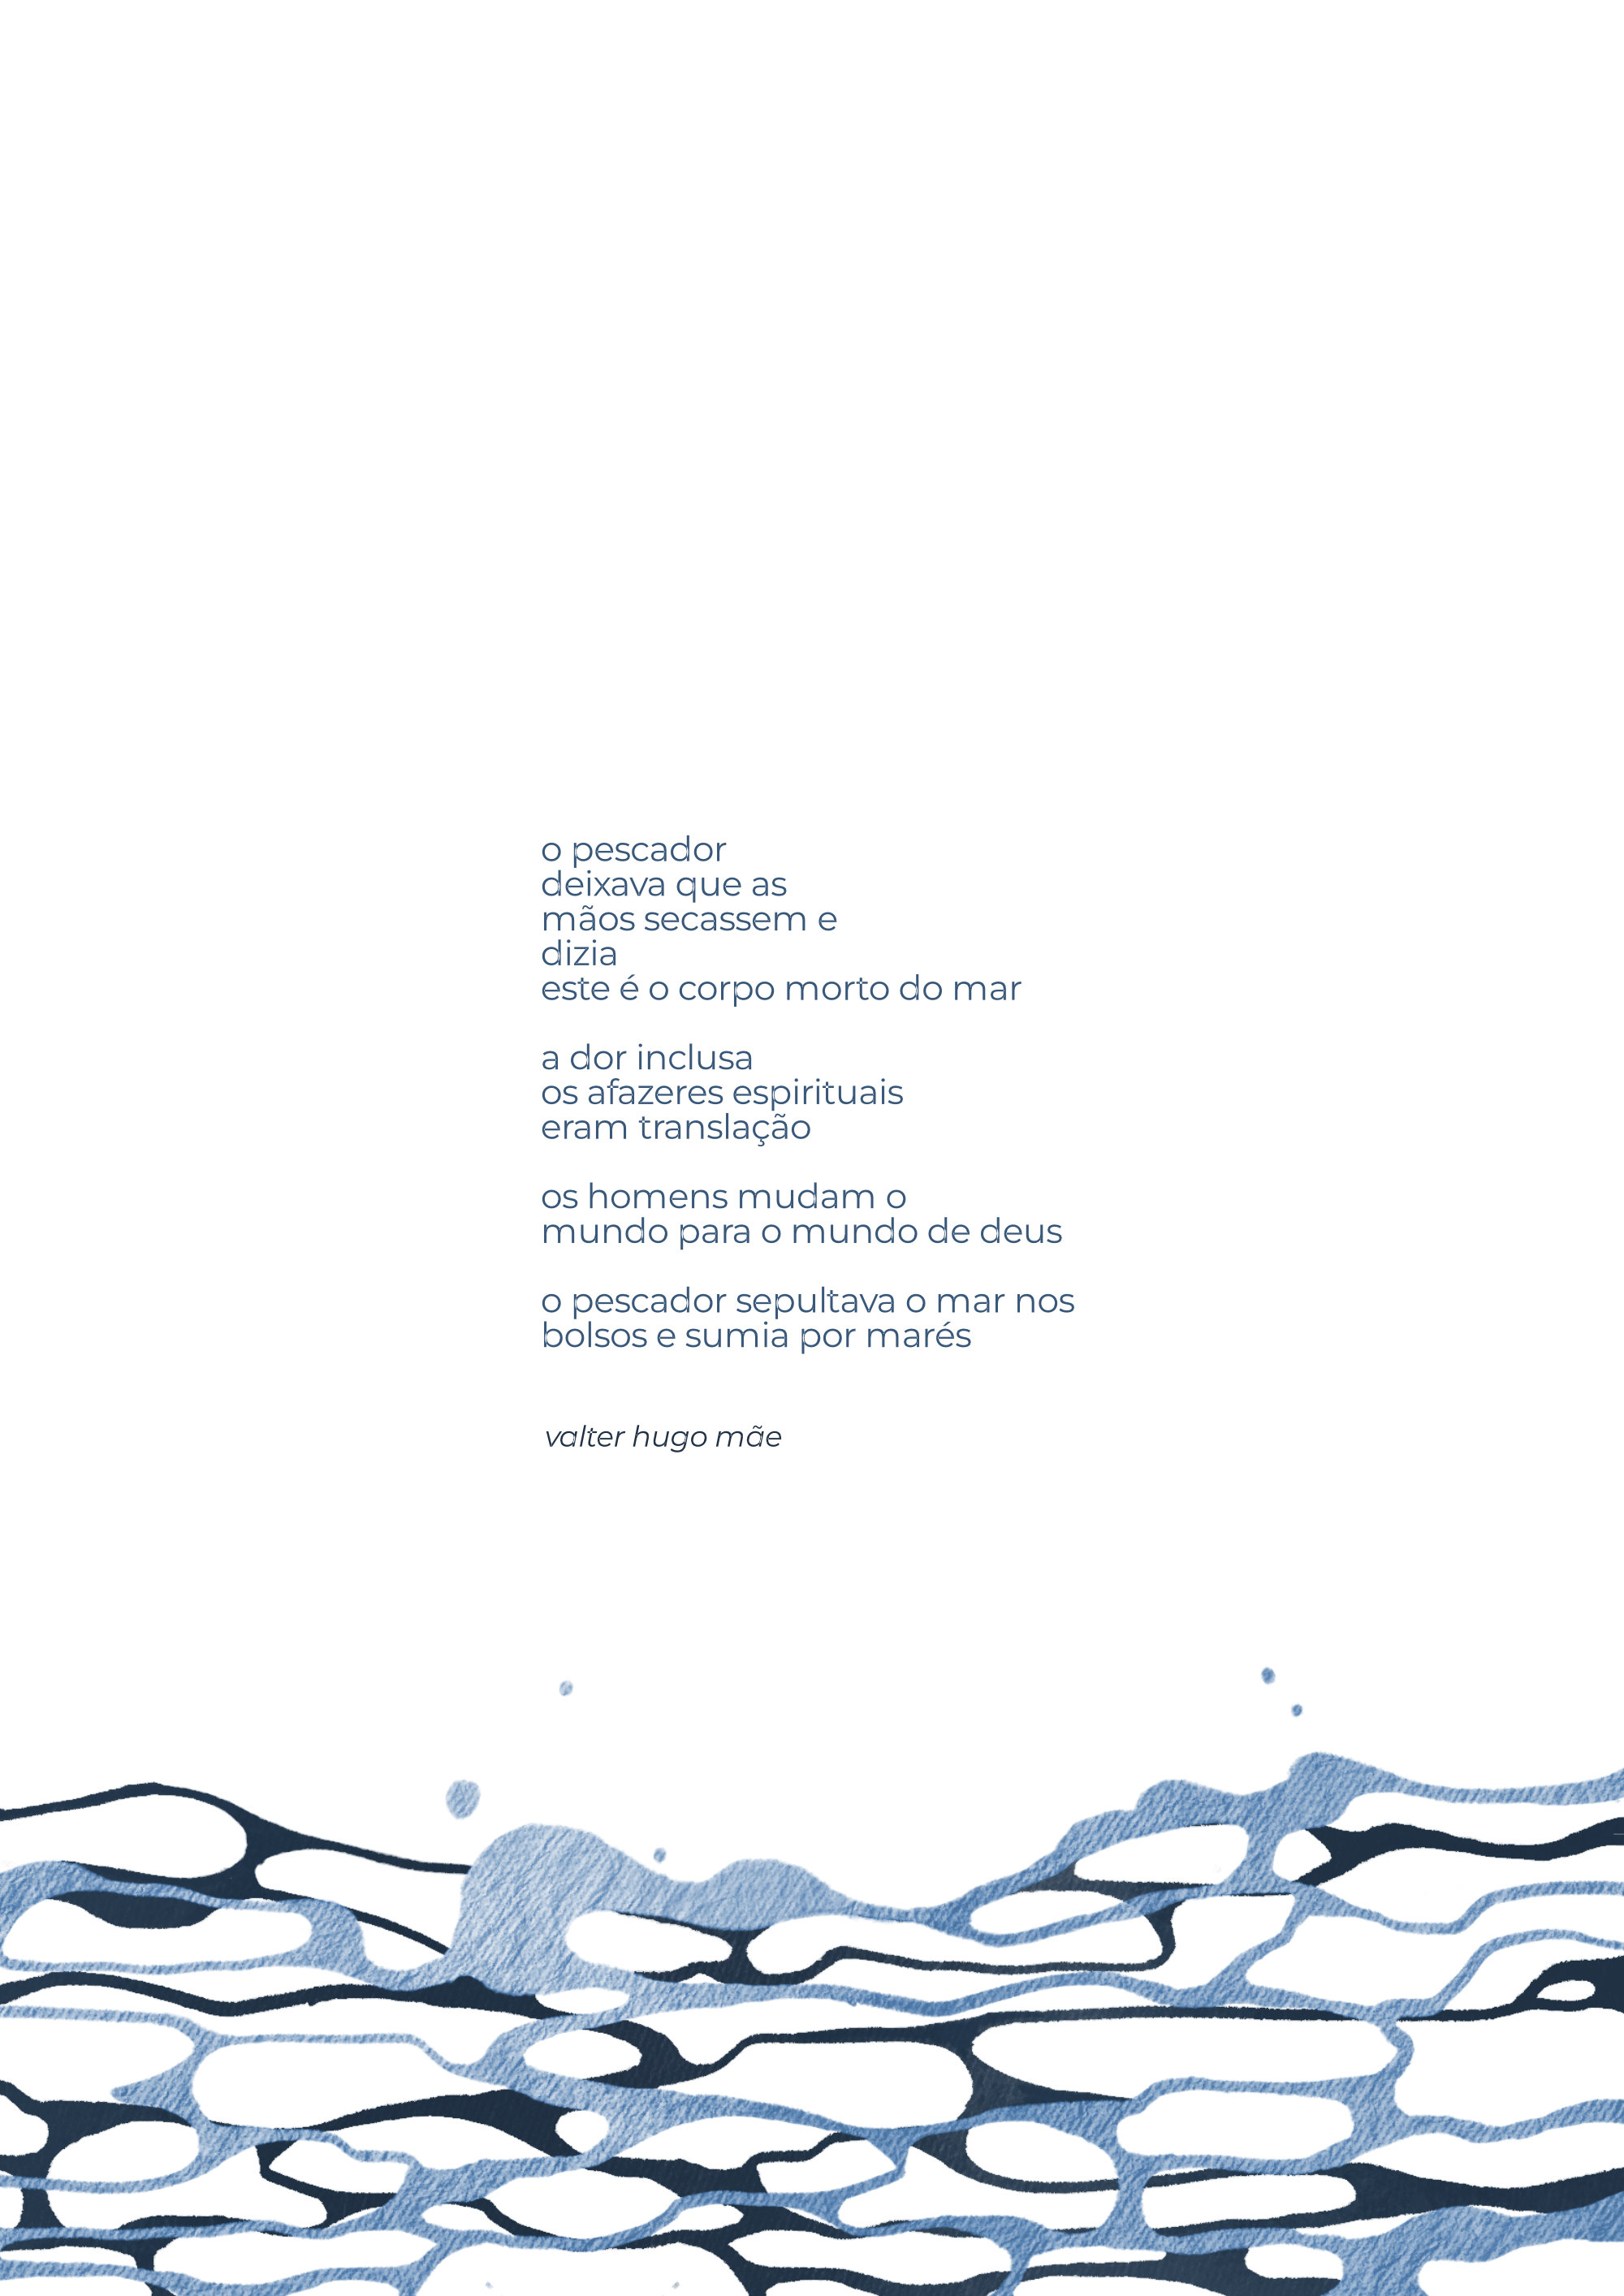 o pescador
deixava que as
mãos secassem e
dizia
este é o corpo morto do mar
a dor inclusa
os afazeres espirituais
eram translação
os homens mudam o
mundo para o mundo de deus
o pescador sepultava o mar nos
bolsos e sumia por marés
valter hugo mãe